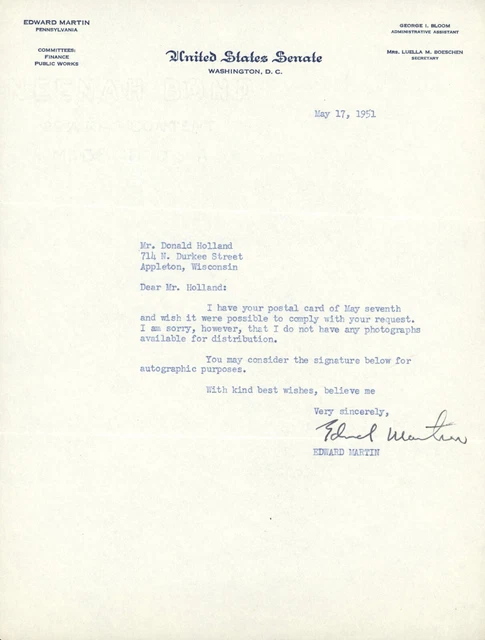 EDWARD MARTIN
PENNSYLVANIA
COMMITTEES:
FINANCE
PUBLIC WORKS
United States Senate
WASHINGTON, D. C.
GEORGE I. BLOOM
ADMINISTRATIVE ASSISTANT
MRS. LUELLA M. BOESCHEN
SECRETARY
May 17, 1951
Mr. Donald Holland
714 N. Durkee Street
Appleton, Wisconsin
Dear Mr. Holland:
I have your postal card of May seventh
and wish it were possible to comply with your request.
I am sorry, however, that I do not have any photographs
available for distribution.
You may consider the signature below for
autographic purposes.
With kind best wishes, believe me
Very sincerely,
Edward Martin
EDWARD MARTIN